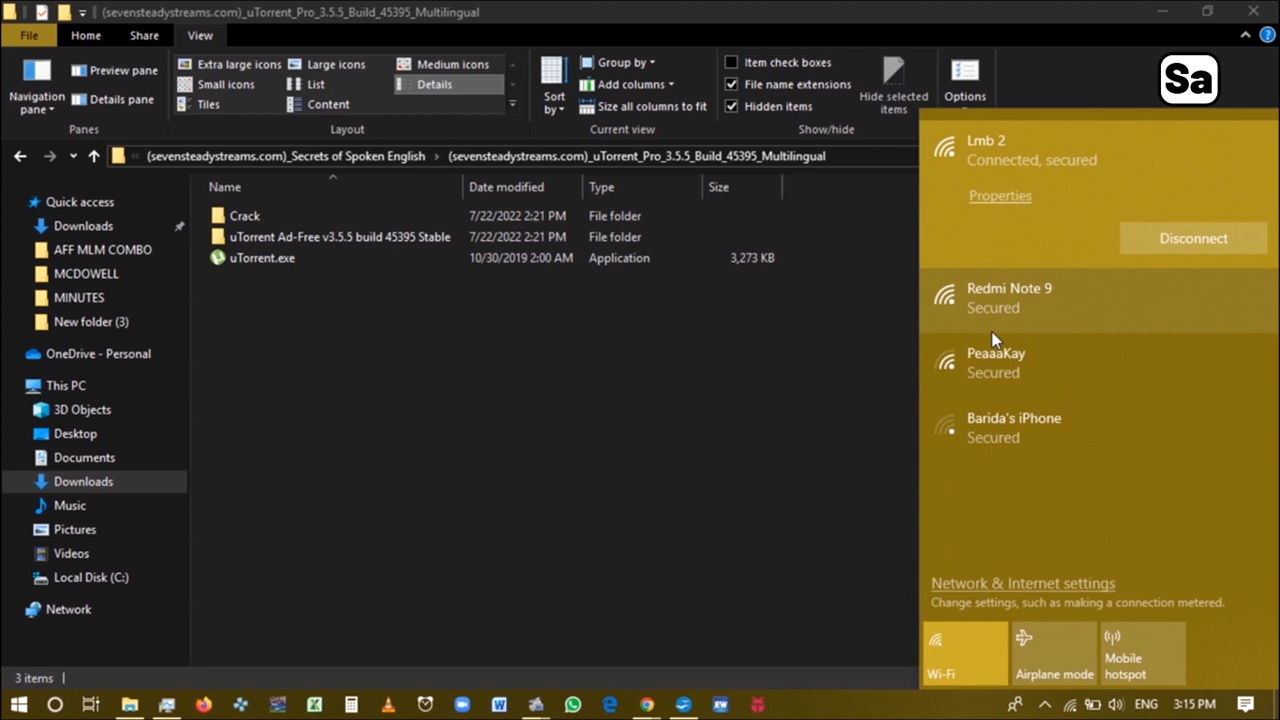 (sevensteadystreams.com)_uTorrent_Pro_3.5.5_Build_45395_Multilingual
File Home Share View
Sa
Navigation pane
Preview pane
Details pane
Panes
Extra large icons Large icons Medium icons
Small icons List Details
Tiles Content
Layout
Sort by
Group by
Add columns
Size all columns to fit
Current view
Item check boxes
File name extensions
Hidden items
Hide selected items
Show/hide
Options
(sevensteadystreams.com)_Secrets of Spoken English (sevensteadystreams.com)_uTorrent_Pro_3.5.5_Build_45395_Multilingual
Quick access
Downloads
AFF MLM COMBO
MCDOWELL
MINUTES
New folder (3)
OneDrive - Personal
This PC
3D Objects
Desktop
Documents
Downloads
Music
Pictures
Videos
Local Disk (C:)
Network
Name Date modified Type Size
Crack 7/22/2022 2:21 PM File folder
uTorrent Ad-Free v3.5.5 build 45395 Stable 7/22/2022 2:21 PM File folder
uTorrent.exe 10/30/2019 2:00 AM Application 3,273 KB
Lmb 2
Connected, secured
Properties
Disconnect
Redmi Note 9
Secured
PeaaaKay
Secured
Barida's iPhone
Secured
Network & Internet settings
Change settings, such as making a connection metered.
Wi-Fi
Airplane mode
Mobile hotspot
3 items
ENG 3:15 PM